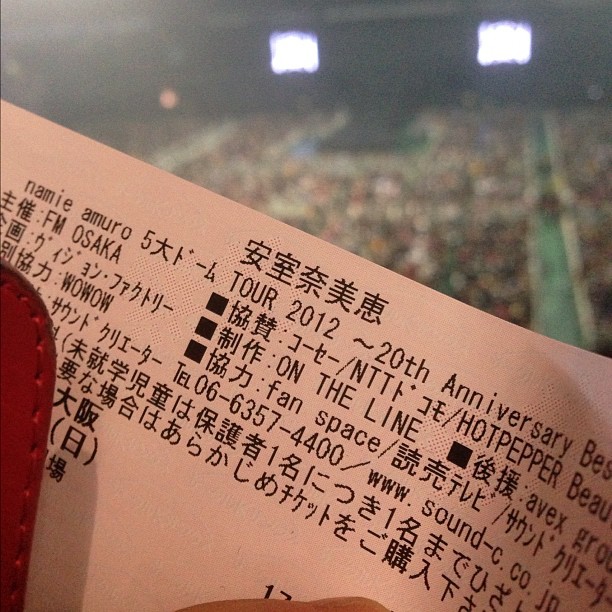 安室奈美恵
namie amuro 5大ドーム TOUR 2012 ～20th Anniversary Bes
主催:FM OSAKA ■協賛:コーセー/NTTドコモ/HOTPEPPER Beau
企画:ヴィジョン・ファクトリー ■制作:ON THE LINE ■後援:avex grou
別協力:WOWOW ■協力:fan space/読売テレビ/サウンドクリエータ
サウンドクリエーター ℡06-6357-4400／www.sound-c.co.jp
(未就学児童は保護者1名につき1名までひざ
要な場合はあらかじめチケットをご購入下さ
大阪
(日)
場
17